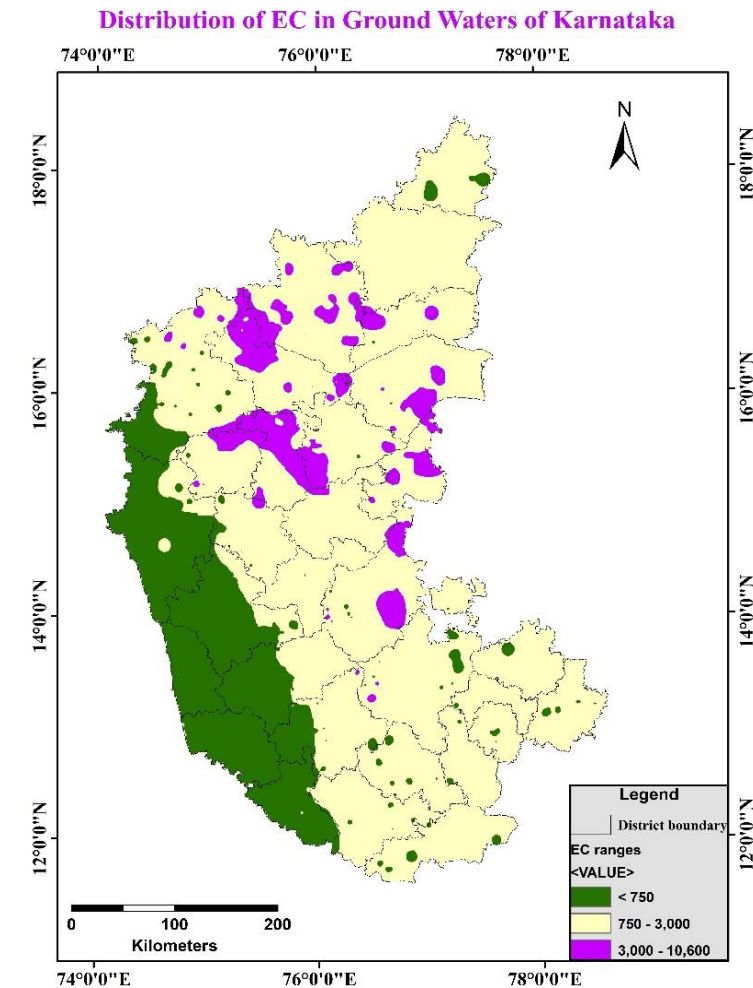 Distribution of EC in Ground Waters of Karnataka
74°0'0"E 76°0'0"E 78°0'0"E
N
18°0'0"N 18°0'0"N
16°0'0"N 16°0'0"N
14°0'0"N 14°0'0"N
12°0'0"N 12°0'0"N
Legend
District boundary
EC ranges
<VALUE>
< 750
750 - 3,000
3,000 - 10,600
0 100 200
Kilometers
74°0'0"E 76°0'0"E 78°0'0"E